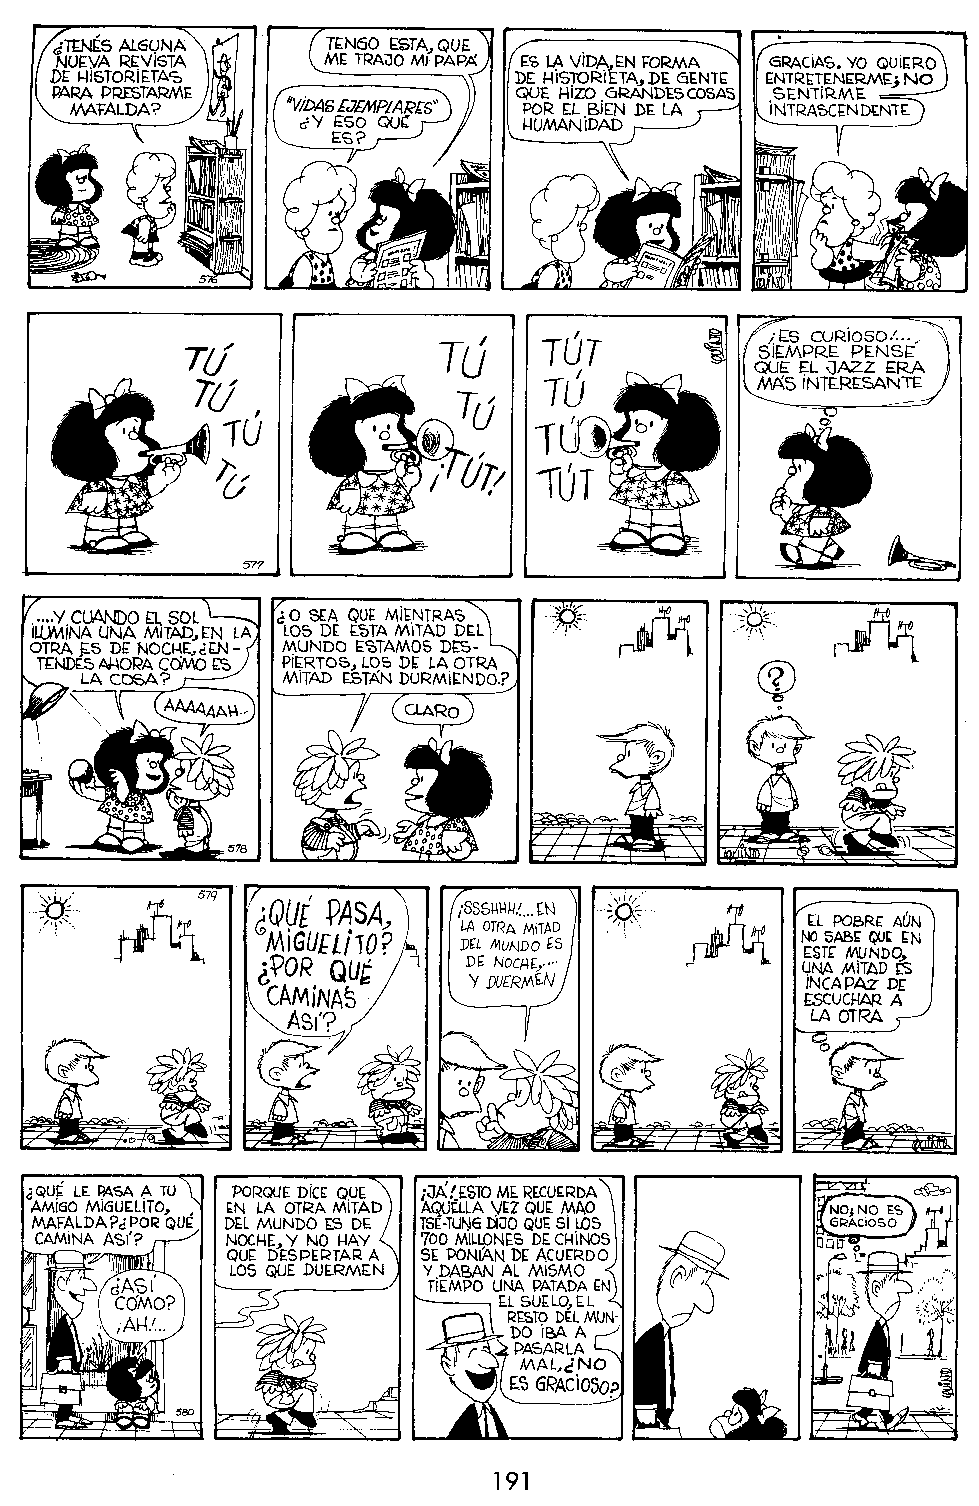 ¿TENÉS ALGUNA
NUEVA REVISTA
DE HISTORIETAS
PARA PRESTARME
MAFALDA?
576
TENGO ESTA, QUE
ME TRAJO MI PAPÁ
"VIDAS EJEMPLARES"
¿Y ESO QUÉ
ES?
ES LA VIDA, EN FORMA
DE HISTORIETA, DE GENTE
QUE HIZO GRANDES COSAS
POR EL BIEN DE LA
HUMANIDAD
GRACIAS. YO QUIERO
ENTRETENERME; NO
SENTIRME
INTRASCENDENTE
QUINO
TÚ
TÚ
TÚ
TÚ
577
TÚ
TÚ
¡TÚT!
TÚT
TÚ
TÚ
TÚT
QUINO
¡ES CURIOSO!....
SIEMPRE PENSÉ
QUE EL JAZZ ERA
MÁS INTERESANTE
....Y CUANDO EL SOL
ILUMINA UNA MITAD, EN LA
OTRA ES DE NOCHE, ¿EN-
TENDÉS AHORA CÓMO ES
LA COSA?
AAAAAAH...
578
¿O SEA QUE MIENTRAS
LOS DE ESTA MITAD DEL
MUNDO ESTAMOS DES-
PIERTOS, LOS DE LA OTRA
MITAD ESTÁN DURMIENDO?
CLARO
?
QUINO
579
¿QUÉ PASA,
MIGUELITO?
¿POR QUÉ
CAMINÁS
ASÍ?
¡SSSHHH!... EN
LA OTRA MITAD
DEL MUNDO ES
DE NOCHE,....
Y DUERMEN
EL POBRE AÚN
NO SABE QUE EN
ESTE MUNDO,
UNA MITAD ES
INCAPAZ DE
ESCUCHAR A
LA OTRA
QUINO
¿QUÉ LE PASA A TU
AMIGO MIGUELITO,
MAFALDA? ¿POR QUÉ
CAMINA ASÍ?
¿ASÍ
CÓMO?
¡AH!...
580
PORQUE DICE QUE
EN LA OTRA MITAD
DEL MUNDO ES DE
NOCHE, Y NO HAY
QUE DESPERTAR A
LOS QUE DUERMEN
¡JÁ! ESTO ME RECUERDA
AQUELLA VEZ QUE MAO
TSÉ-TUNG DIJO QUE SI LOS
700 MILLONES DE CHINOS
SE PONÍAN DE ACUERDO
Y DABAN AL MISMO
TIEMPO UNA PATADA EN
EL SUELO, EL
RESTO DEL MUN-
DO IBA A
PASARLA
MAL, ¿NO
ES GRACIOSO?
NO; NO ES
GRACIOSO
QUINO
191